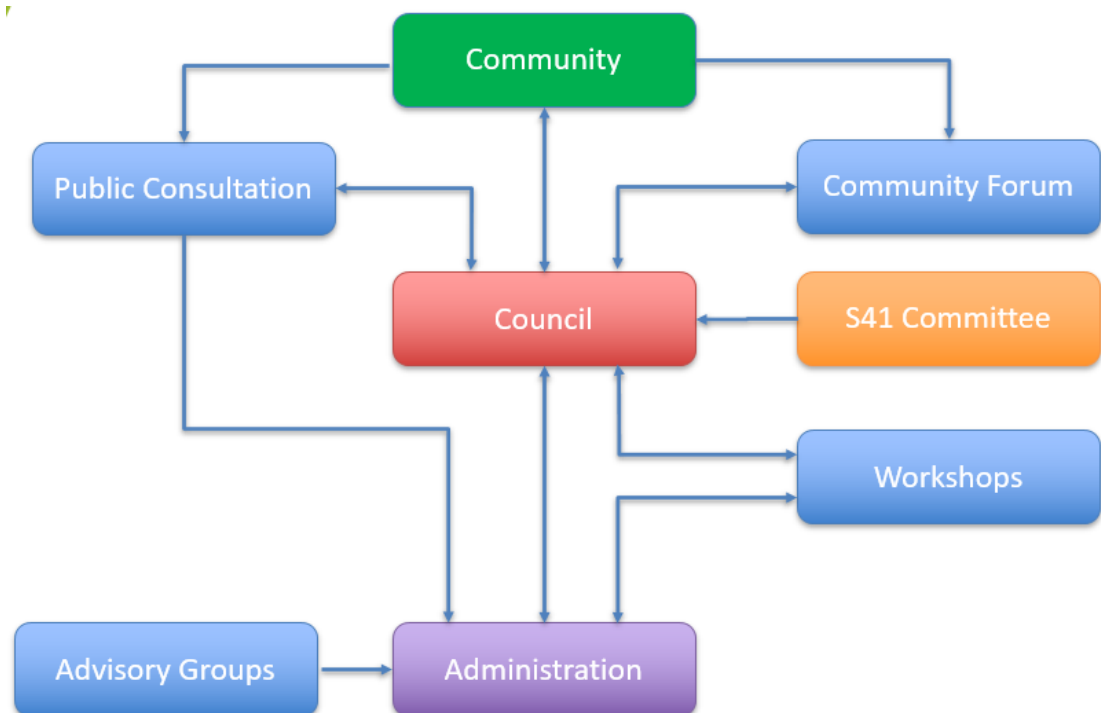 Community
Public Consultation
Community Forum
Council
S41 Committee
Workshops
Advisory Groups
Administration